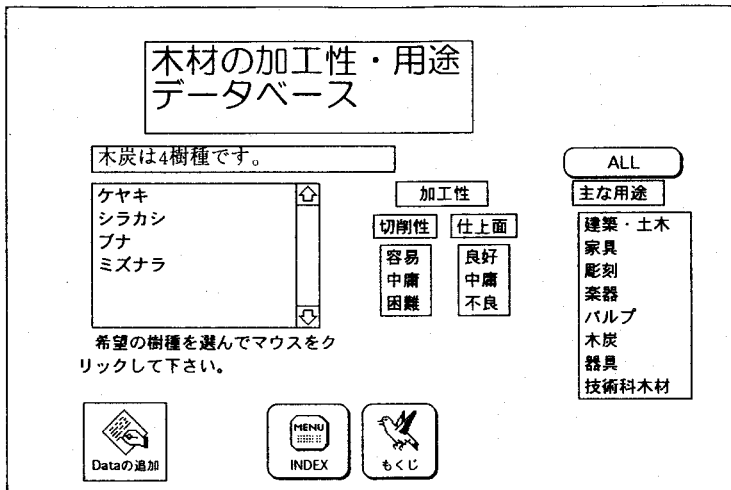 木材の加工性・用途
データベース
木炭は4樹種です。
ケヤキ
シラカシ
ブナ
ミズナラ
希望の樹種を選んでマウスをク
リックして下さい。
加工性
切削性
容易
中庸
困難
仕上面
良好
中庸
不良
ALL
主な用途
建築・土木
家具
彫刻
楽器
パルプ
木炭
器具
技術科木材
Dataの追加
MENU
INDEX
もくじ